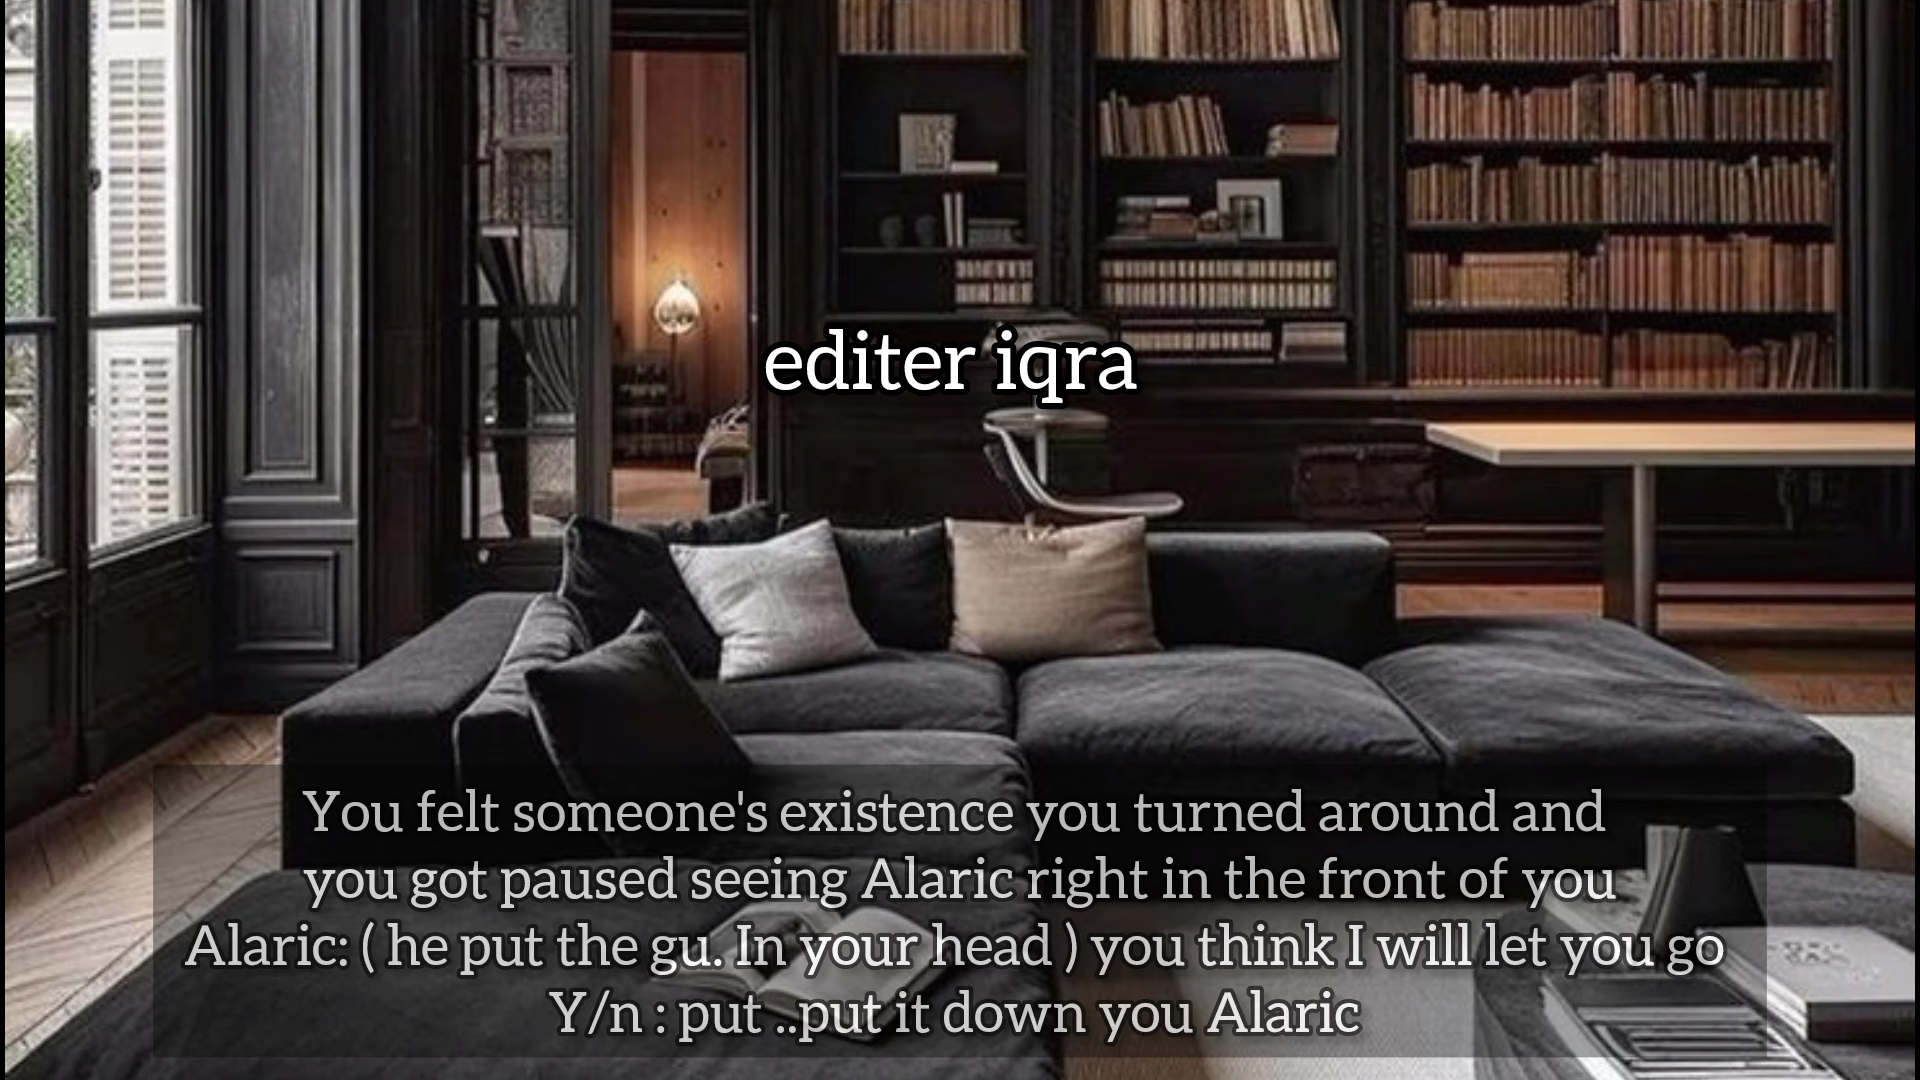 editer iqra
You felt someone's existence you turned around and
you got paused seeing Alaric right in the front of you
Alaric: ( he put the gu. In your head ) you think I will let you go
Y/n : put ..put it down you Alaric